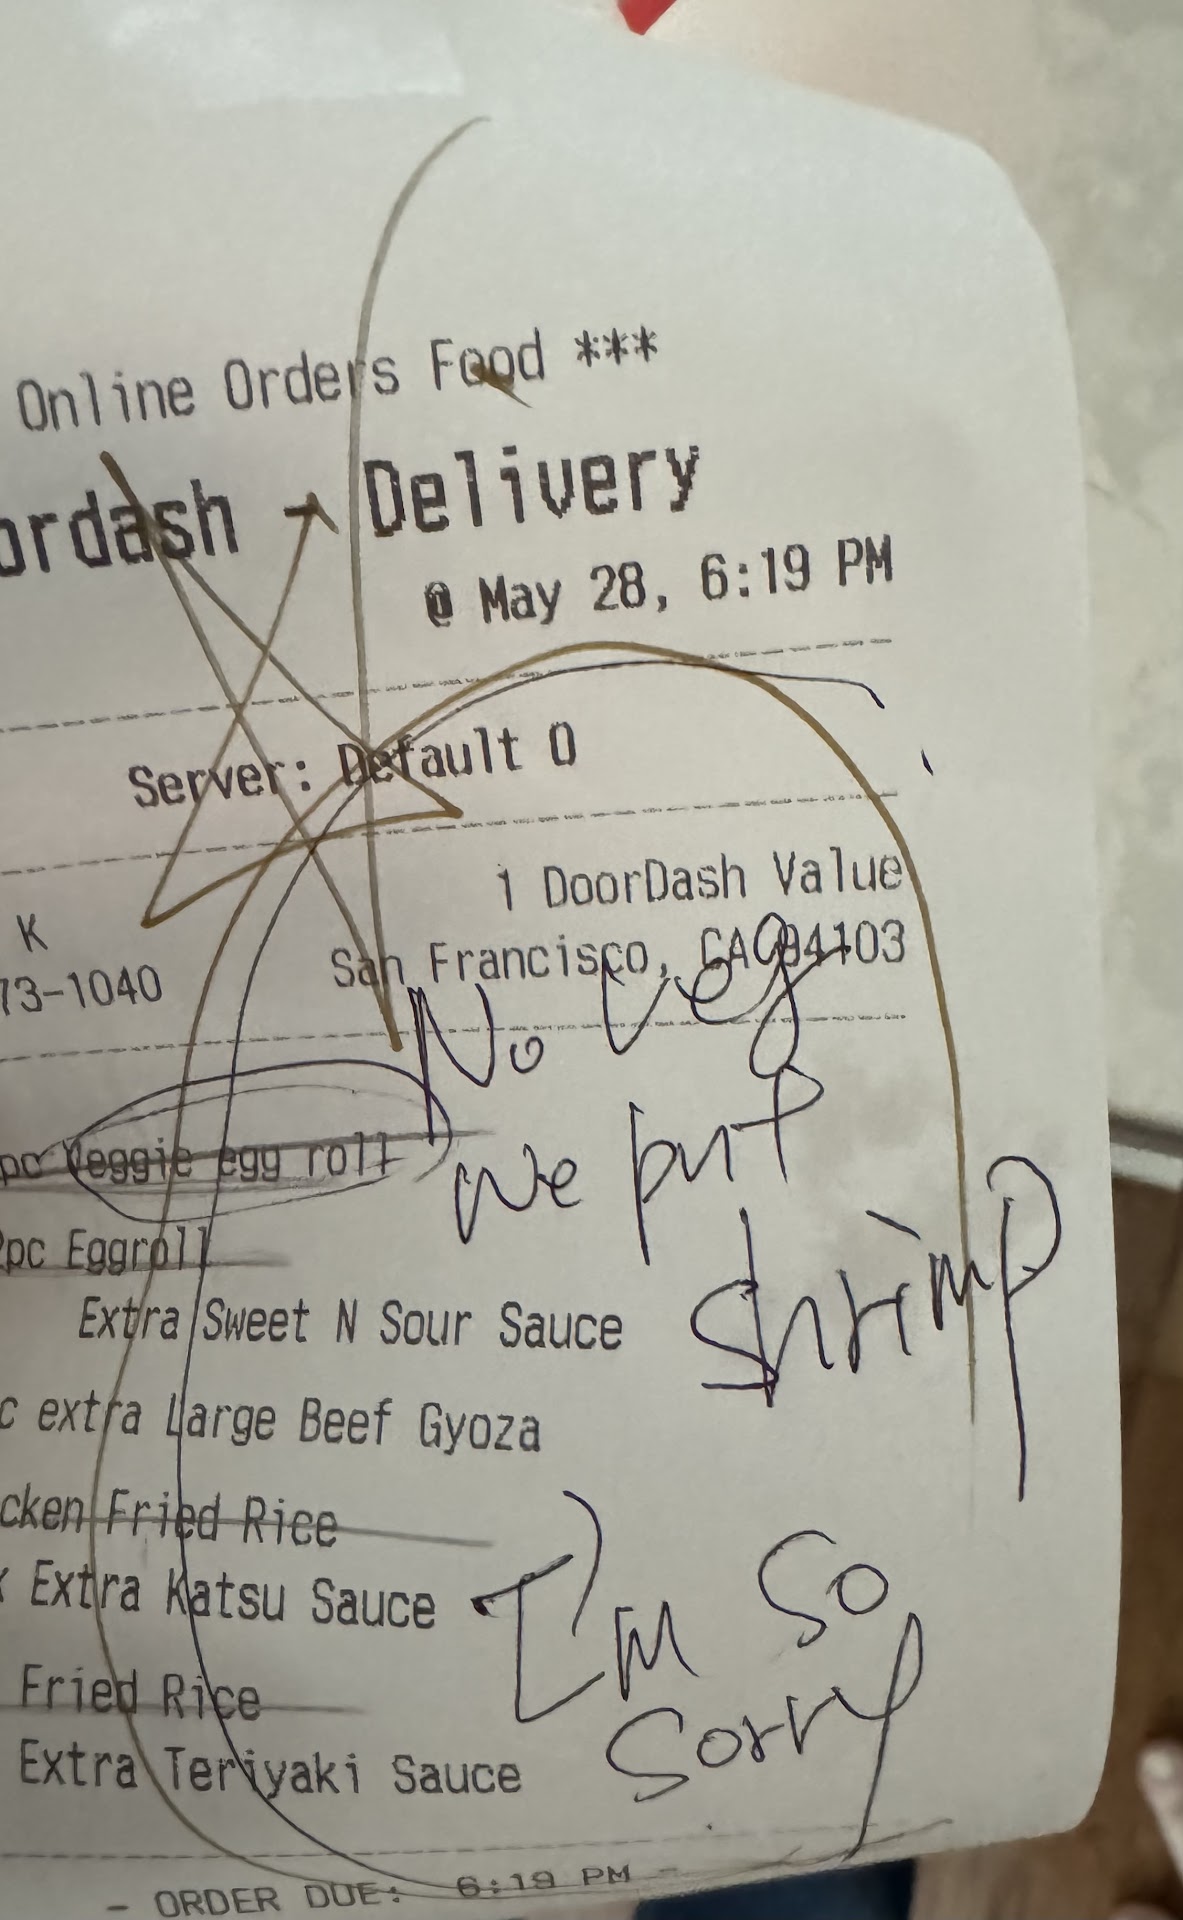 Online Orders Food ***
ordash - Delivery
@ May 28, 6:19 PM
Server: Default 0
1 DoorDash Value
K
San Francisco, CA 94103
73-1040
No veg
we put
shrimp
pc Veggie egg roll
2pc Eggroll
Extra Sweet N Sour Sauce
c extra Large Beef Gyoza
cken Fried Rice
Extra Katsu Sauce
I'm so
sorry
Fried Rice
Extra Teriyaki Sauce
- ORDER DUE: 6:19 PM -